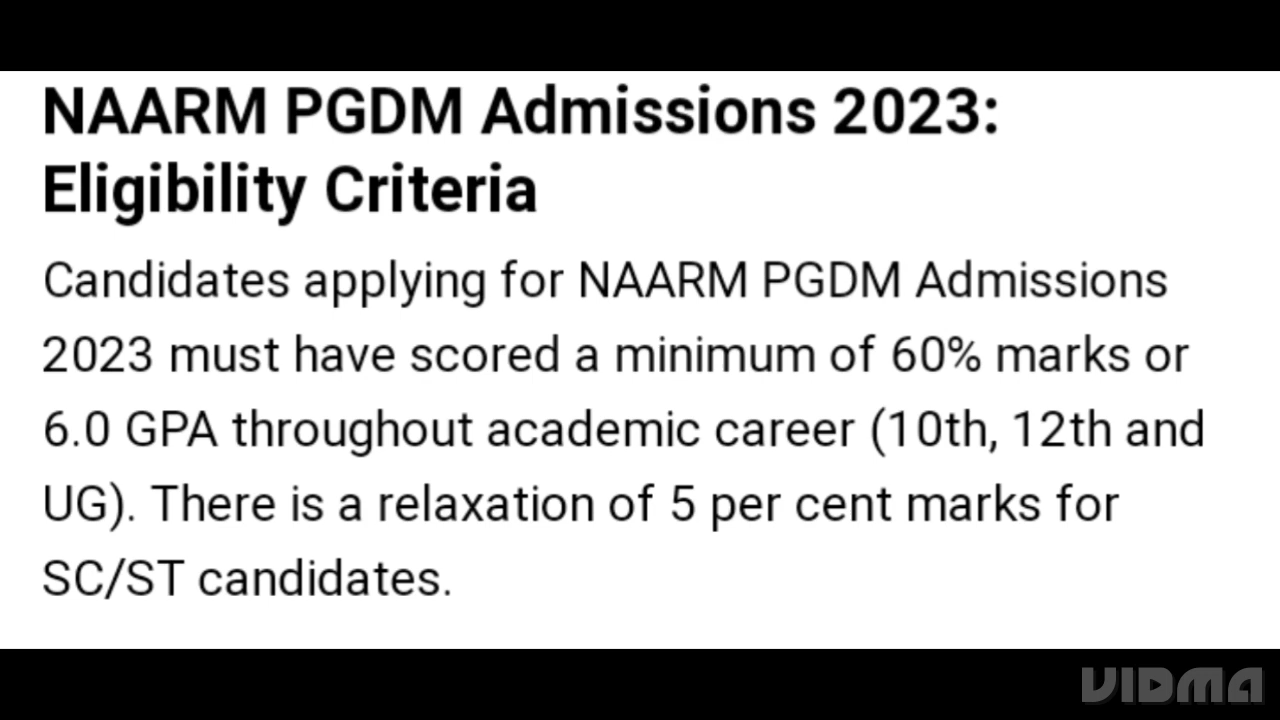 NAARM PGDM Admissions 2023:
Eligibility Criteria
Candidates applying for NAARM PGDM Admissions
2023 must have scored a minimum of 60% marks or
6.0 GPA throughout academic career (10th, 12th and
UG). There is a relaxation of 5 per cent marks for
SC/ST candidates.
VIDMA